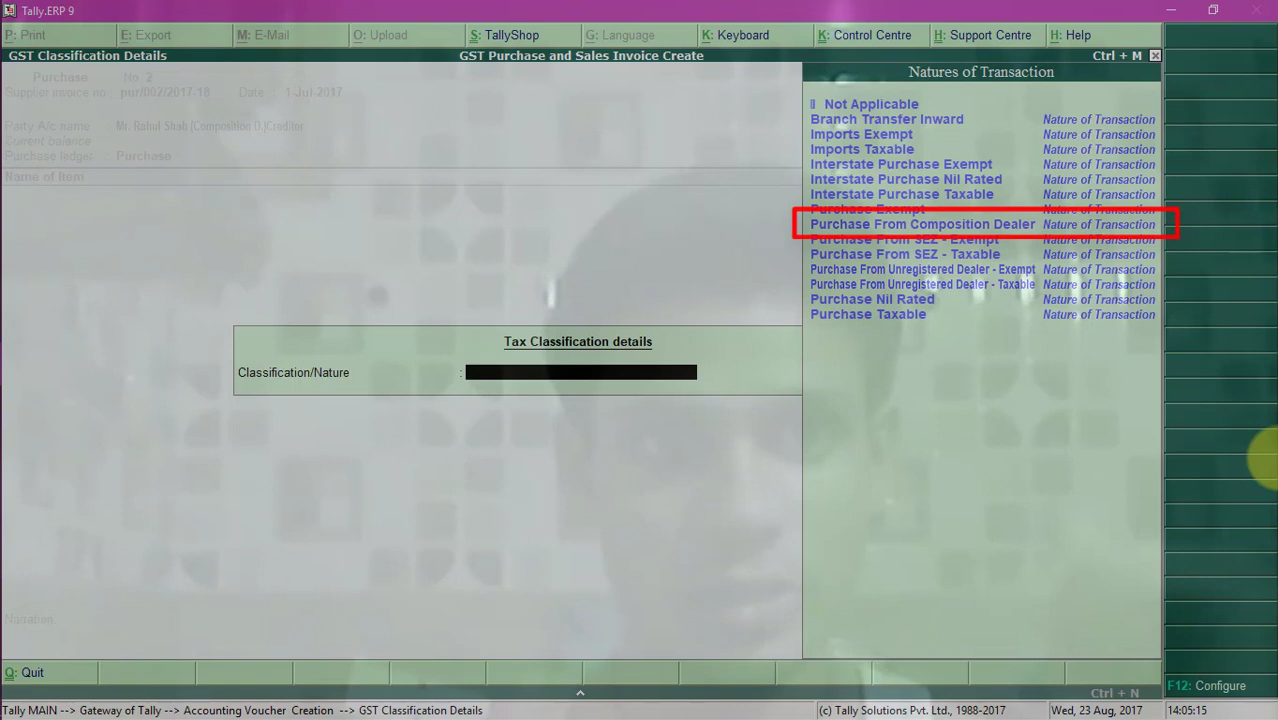 Tally.ERP 9
P: Print E: Export M: E-Mail O: Upload S: TallyShop G: Language K: Keyboard K: Control Centre H: Support Centre H: Help
GST Classification Details GST Purchase and Sales Invoice Create Ctrl + M
Purchase No. 2
Supplier invoice no pur/002/2017-18 Date 1-Jul-2017
Party A/c name Mr. Rahul Shah (Composition D.)Creditor
Current balance
Purchase ledger : Purchase
Name of Item
Natures of Transaction
Not Applicable
Branch Transfer Inward Nature of Transaction
Imports Exempt Nature of Transaction
Imports Taxable Nature of Transaction
Interstate Purchase Exempt Nature of Transaction
Interstate Purchase Nil Rated Nature of Transaction
Interstate Purchase Taxable Nature of Transaction
Purchase Exempt Nature of Transaction
Purchase From Composition Dealer Nature of Transaction
Purchase From SEZ - Exempt Nature of Transaction
Purchase From SEZ - Taxable Nature of Transaction
Purchase From Unregistered Dealer - Exempt Nature of Transaction
Purchase From Unregistered Dealer - Taxable Nature of Transaction
Purchase Nil Rated Nature of Transaction
Purchase Taxable Nature of Transaction
Tax Classification details
Classification/Nature :
Narration:
Q: Quit
Ctrl + N
F12: Configure
Tally MAIN --> Gateway of Tally --> Accounting Voucher Creation --> GST Classification Details (c) Tally Solutions Pvt. Ltd., 1988-2017 Wed, 23 Aug, 2017 14:05:15